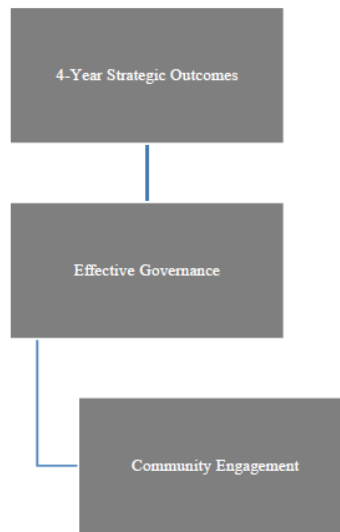 4-Year Strategic Outcomes
Effective Governance
Community Engagement